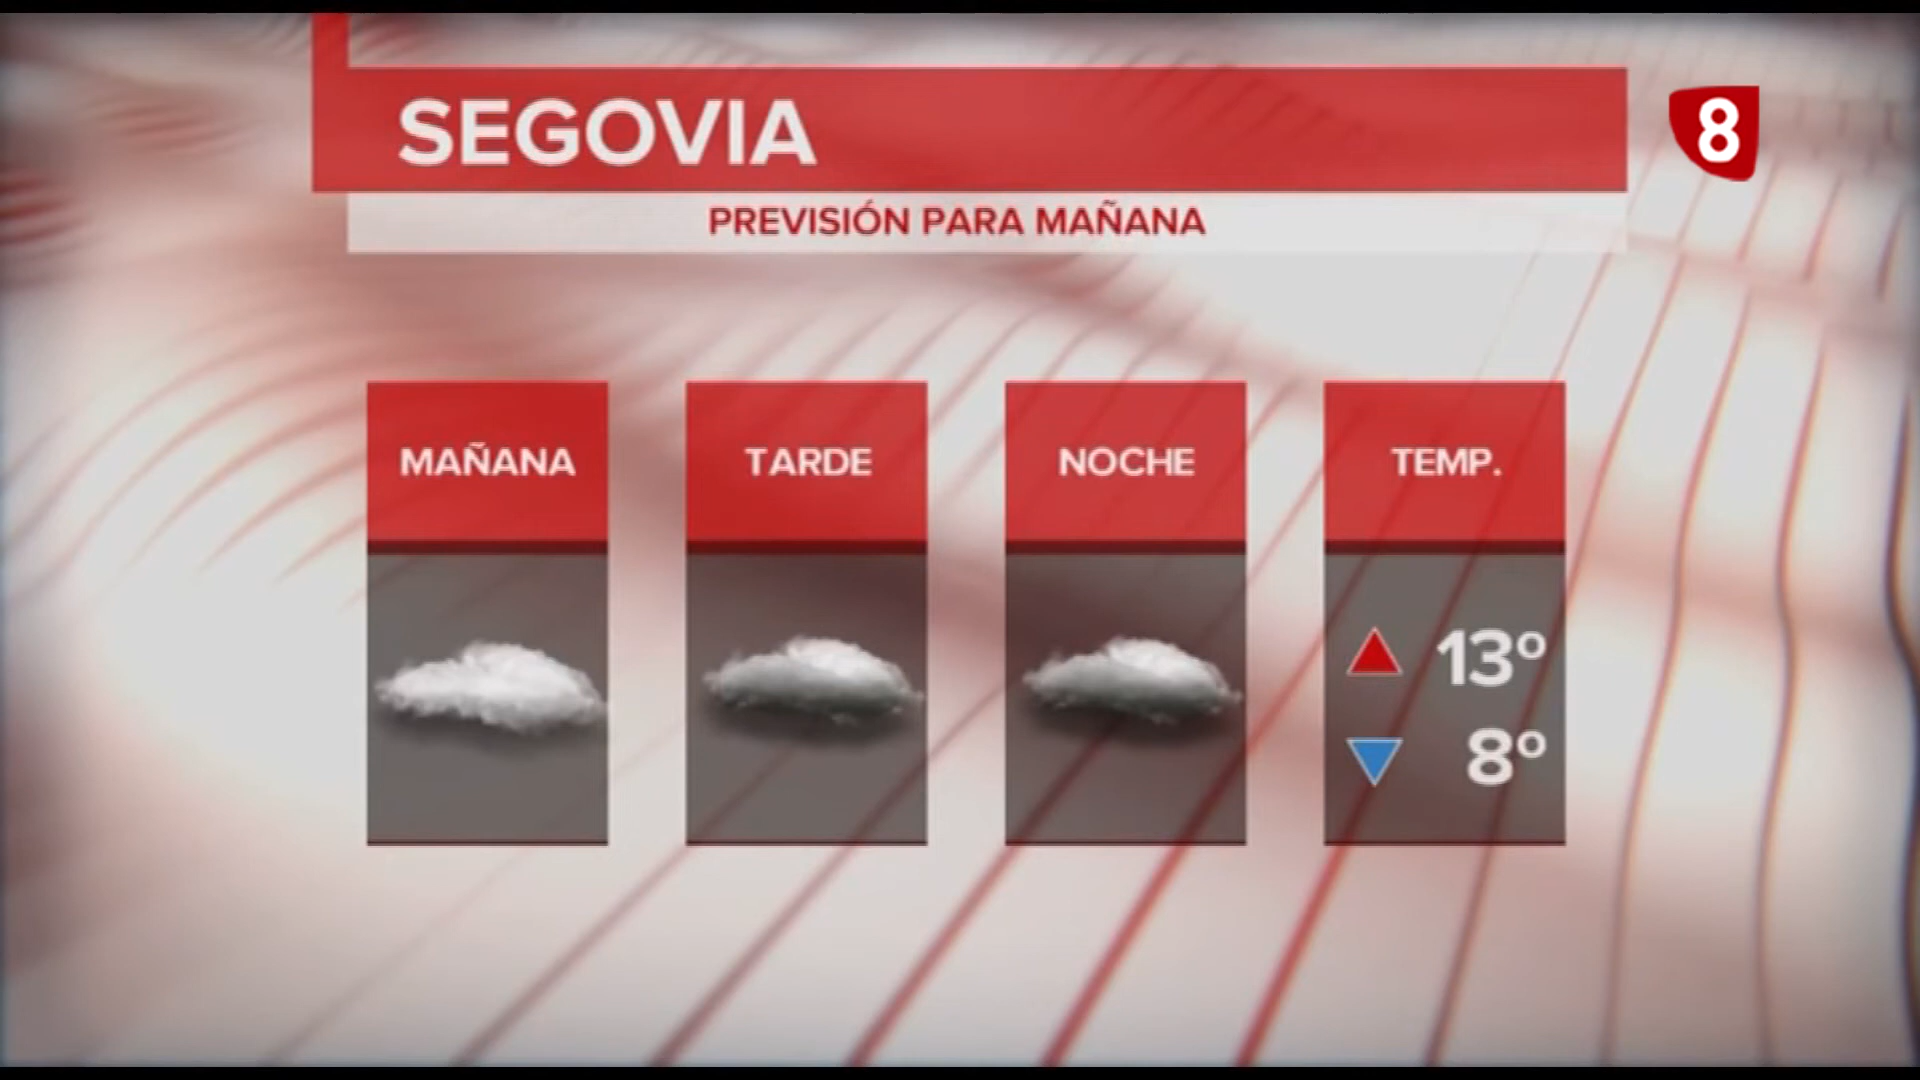 SEGOVIA
8
PREVISIÓN PARA MAÑANA
MAÑANA
TARDE
NOCHE
TEMP.
13º
8º